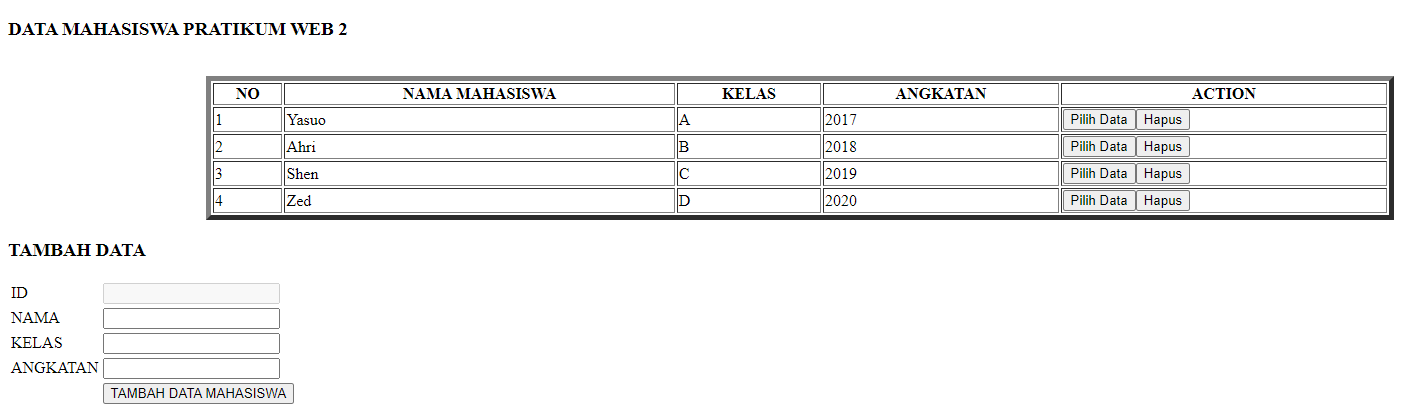 DATA MAHASISWA PRATIKUM WEB 2
NO NAMA MAHASISWA KELAS ANGKATAN ACTION
1 Yasuo A 2017 Pilih Data Hapus
2 Ahri B 2018 Pilih Data Hapus
3 Shen C 2019 Pilih Data Hapus
4 Zed D 2020 Pilih Data Hapus
TAMBAH DATA
ID
NAMA
KELAS
ANGKATAN
TAMBAH DATA MAHASISWA